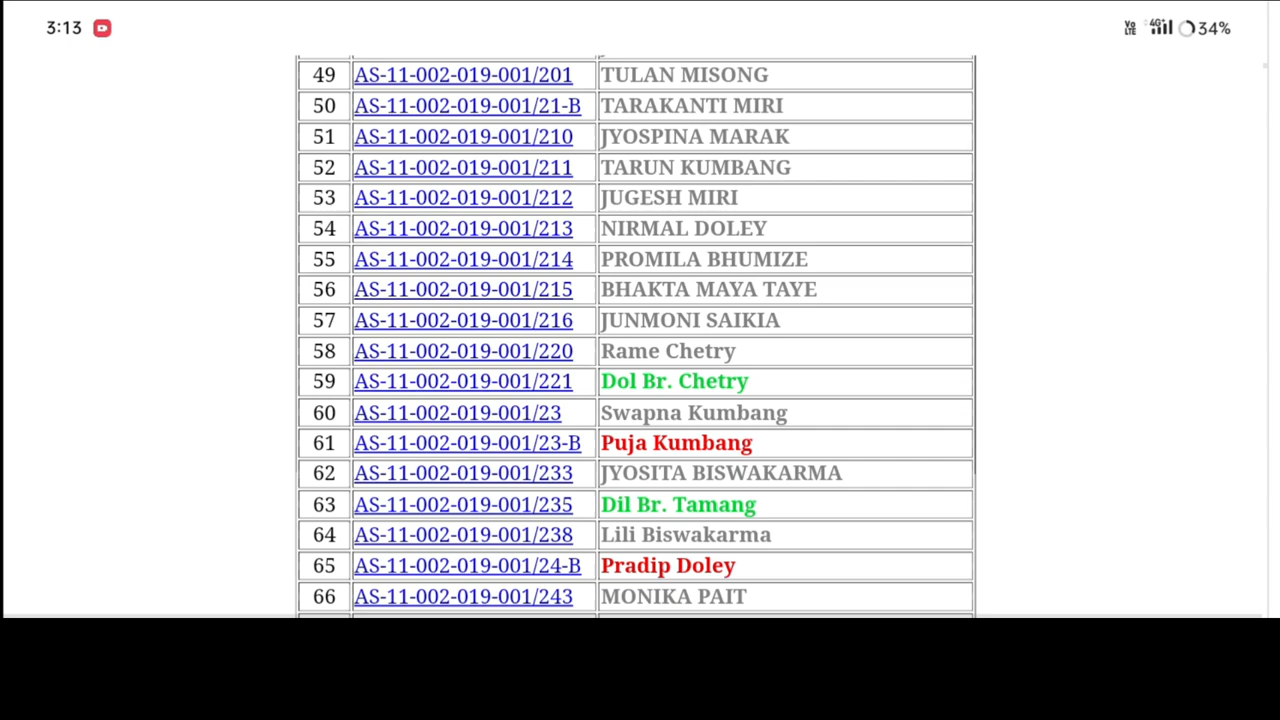 3:13 Vo LTE 4G+ 34%
49 AS-11-002-019-001/201 TULAN MISONG
50 AS-11-002-019-001/21-B TARAKANTI MIRI
51 AS-11-002-019-001/210 JYOSPINA MARAK
52 AS-11-002-019-001/211 TARUN KUMBANG
53 AS-11-002-019-001/212 JUGESH MIRI
54 AS-11-002-019-001/213 NIRMAL DOLEY
55 AS-11-002-019-001/214 PROMILA BHUMIZE
56 AS-11-002-019-001/215 BHAKTA MAYA TAYE
57 AS-11-002-019-001/216 JUNMONI SAIKIA
58 AS-11-002-019-001/220 Rame Chetry
59 AS-11-002-019-001/221 Dol Br. Chetry
60 AS-11-002-019-001/23 Swapna Kumbang
61 AS-11-002-019-001/23-B Puja Kumbang
62 AS-11-002-019-001/233 JYOSITA BISWAKARMA
63 AS-11-002-019-001/235 Dil Br. Tamang
64 AS-11-002-019-001/238 Lili Biswakarma
65 AS-11-002-019-001/24-B Pradip Doley
66 AS-11-002-019-001/243 MONIKA PAIT